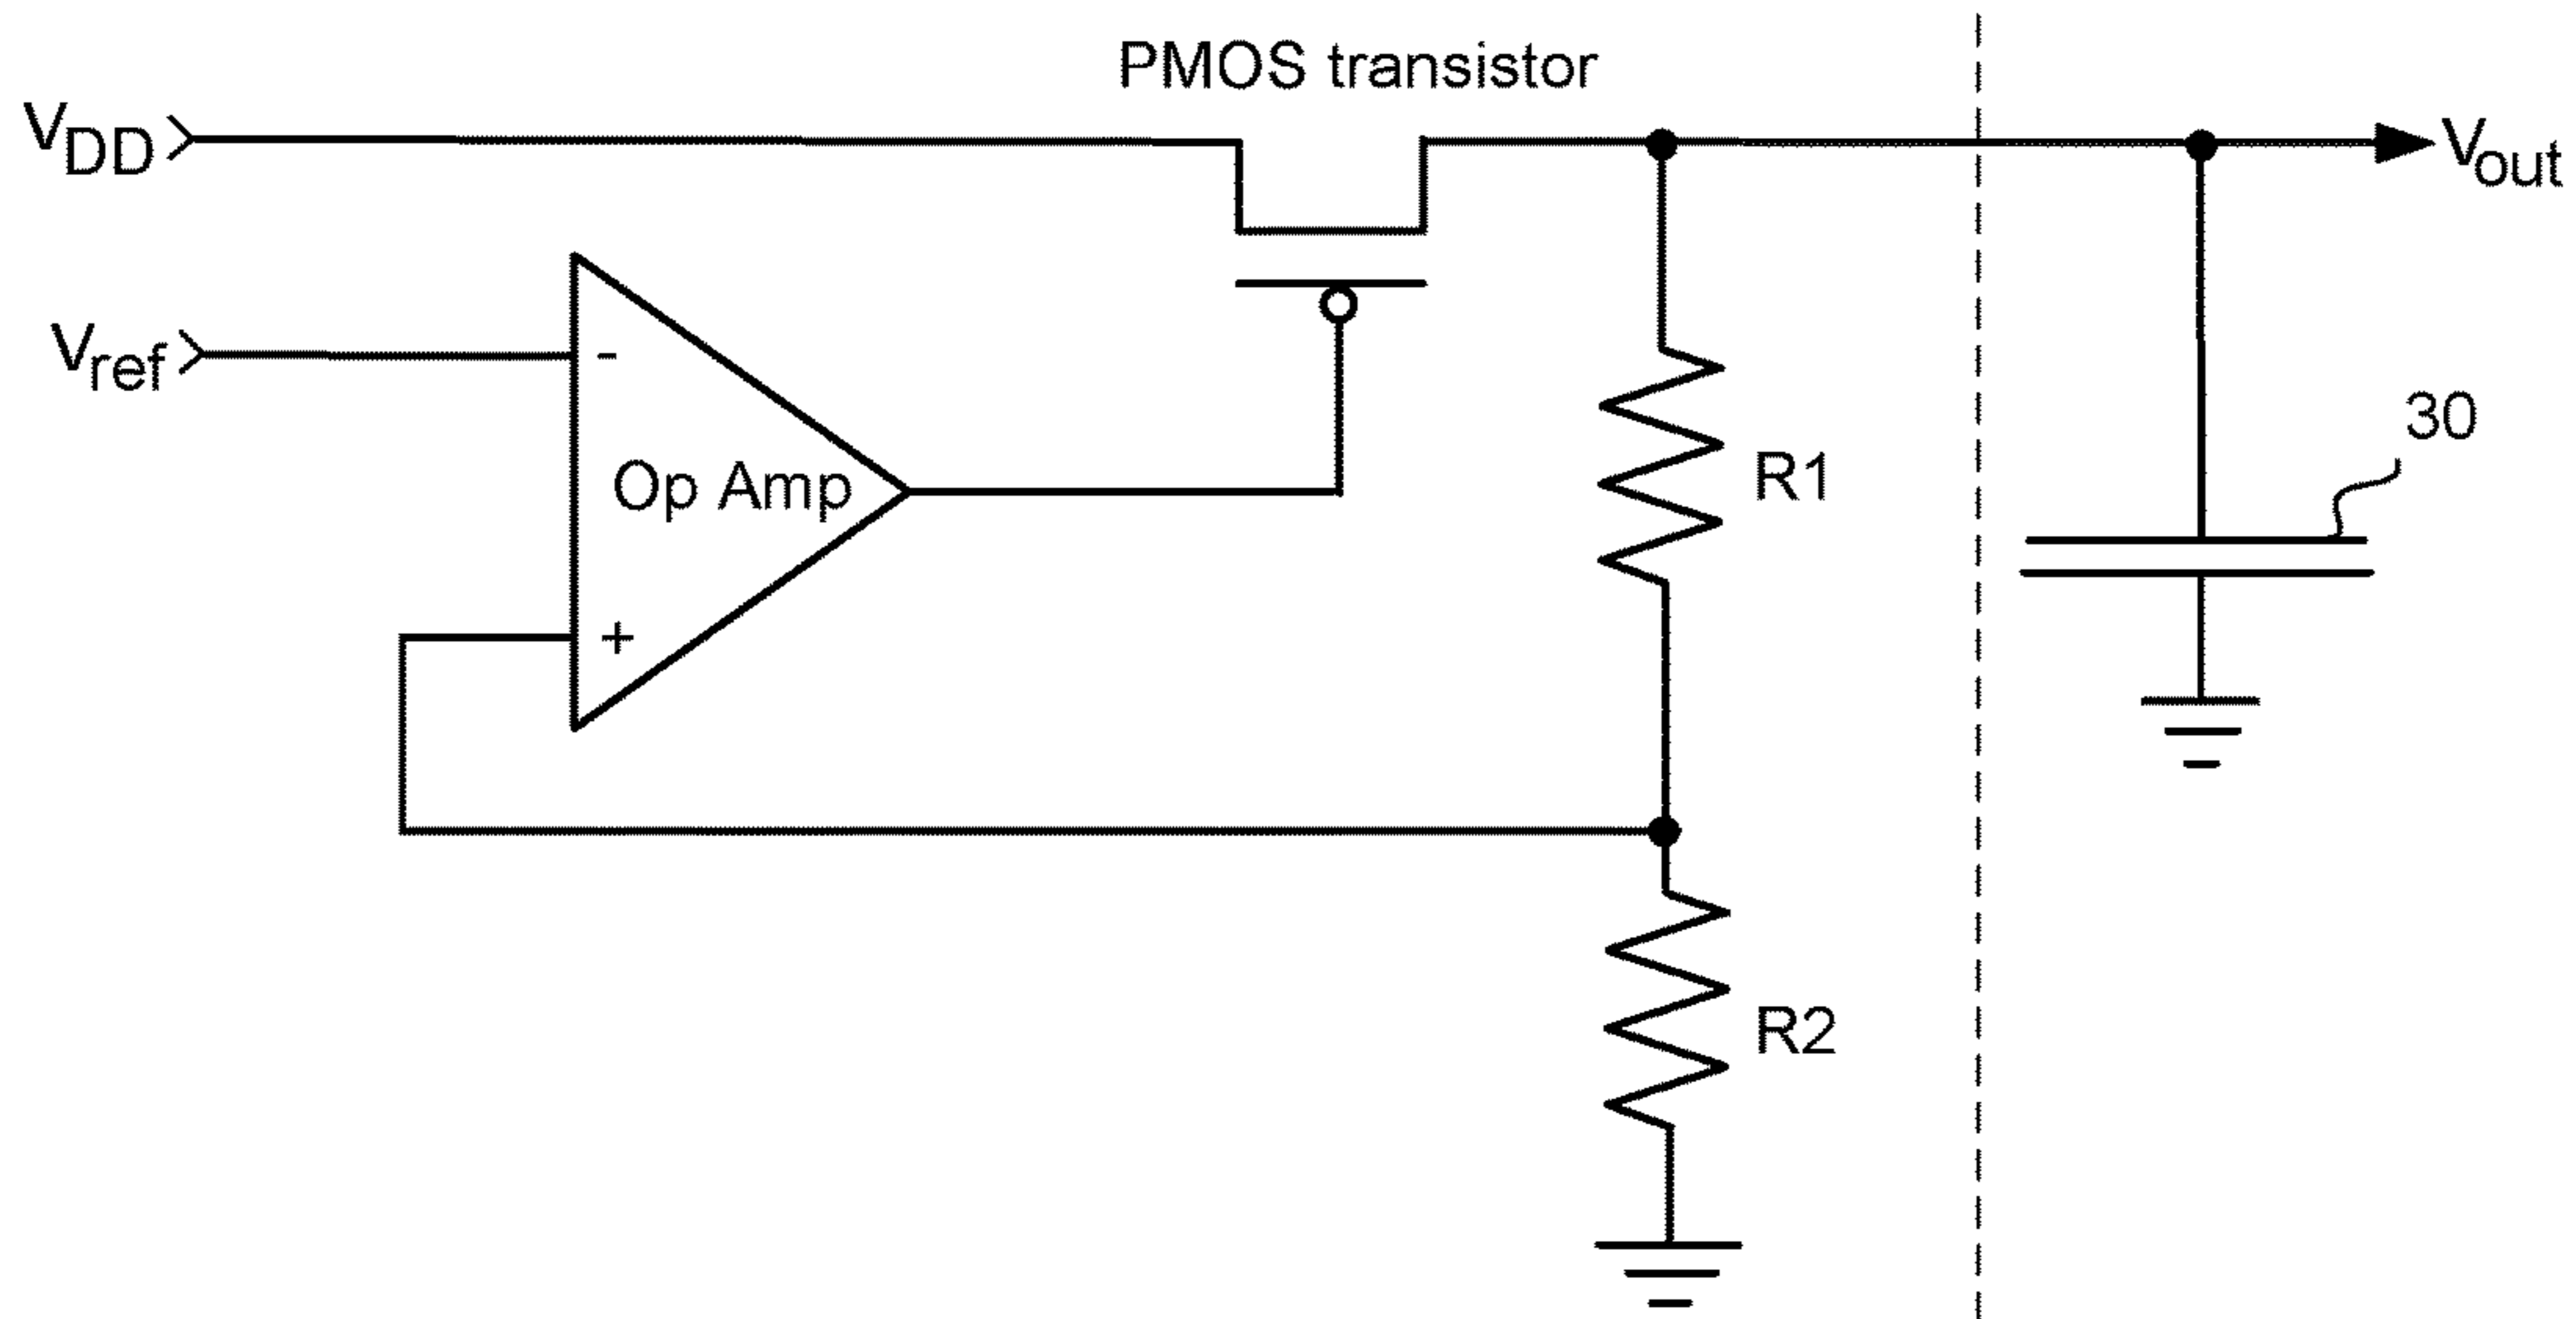 PMOS transistor
VDD
Vout
Vref
-
Op Amp
+
30
R1
R2